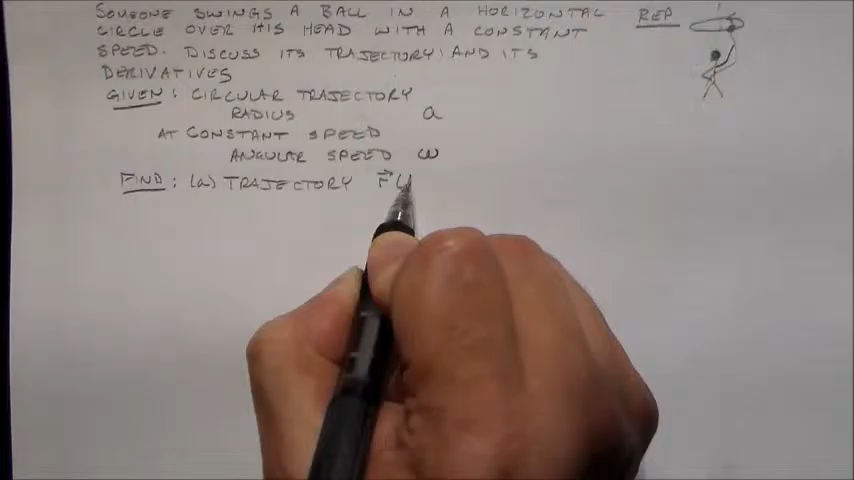 SOMEONE SWINGS A BALL IN A HORIZONTAL REP
CIRCLE OVER HIS HEAD WITH A CONSTANT
SPEED. DISCUSS ITS TRAJECTORY AND ITS
DERIVATIVES
GIVEN: CIRCULAR TRAJECTORY
RADIUS a
AT CONSTANT SPEED
ANGULAR SPEED ω
FIND: (a) TRAJECTORY r⃗